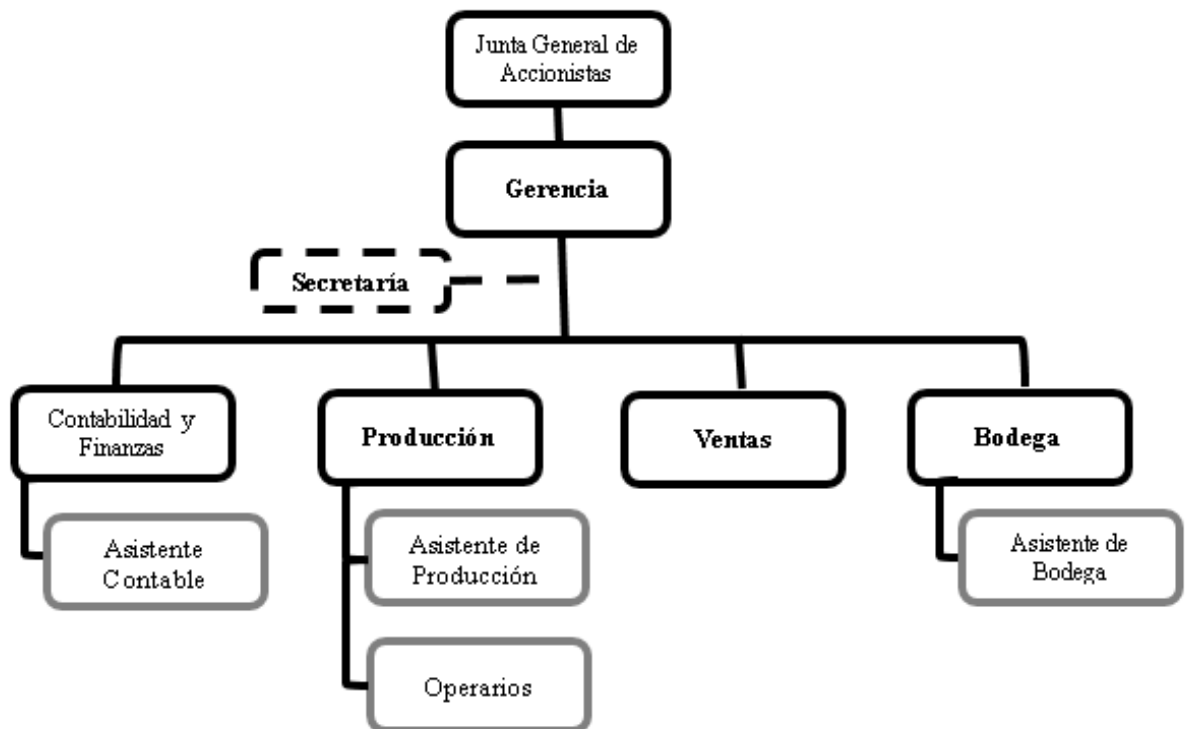 Junta General de
Accionistas
Gerencia
Secretaría
Contabilidad y
Finanzas
Producción
Ventas
Bodega
Asistente
Contable
Asistente de
Producción
Asistente de
Bodega
Operarios